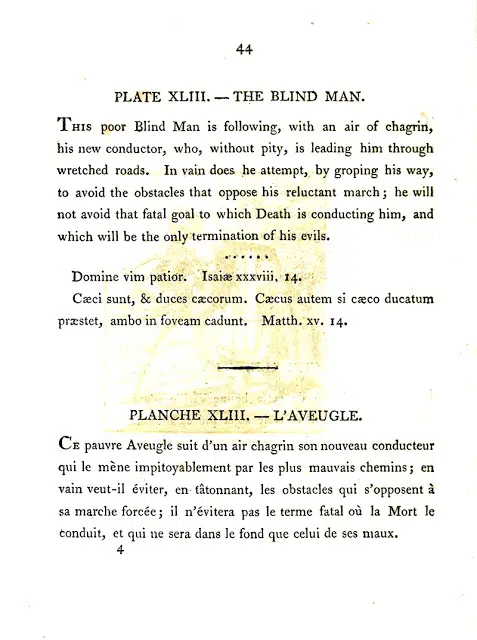 44
PLATE XLIII. — THE BLIND MAN.
THIS poor Blind Man is following, with an air of chagrin,
his new conductor, who, without pity, is leading him through
wretched roads. In vain does he attempt, by groping his way,
to avoid the obstacles that oppose his reluctant march; he will
not avoid that fatal goal to which Death is conducting him, and
which will be the only termination of his evils.
Domine vim patior. Isaiæ xxxviii. 14.
Cæci sunt, & duces cæcorum. Cæcus autem si cæco ducatum
præstet, ambo in foveam cadunt. Matth. xv. 14.
PLANCHE XLIII. — L'AVEUGLE.
CE pauvre Aveugle suit d'un air chagrin son nouveau conducteur
qui le mène impitoyablement par les plus mauvais chemins; en
vain veut-il éviter, en tâtonnant, les obstacles qui s'opposent à
sa marche forcée; il n'évitera pas le terme fatal où la Mort le
conduit, et qui ne sera dans le fond que celui de ses maux.
4